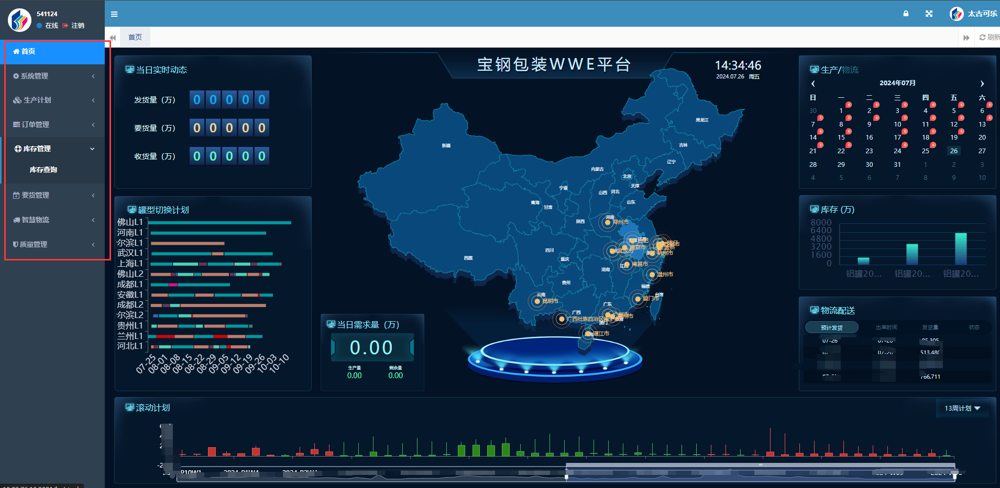 541124
在线 注销
太古可乐
首页
刷新
首页
系统管理
生产计划
订单管理
库存管理
库存查询
要货管理
智慧物流
质量管理
当日实时动态
发货量（万） 0 0 0 0 0
要货量（万） 0 0 0 0 0
收货量（万） 0 0 0 0 0
宝钢包装WWE平台
14:34:46
2024.07.26 周五
黑龙江
新疆
吉林
辽宁
内蒙古
北京
天津
宁夏
山西 河北
青海
甘肃
山东
陕西
河南
郑州市
合肥
南京市
武汉市
杭州市
四川
西藏
重庆
南昌市
湖南
江西
温州市
贵州
福建
台湾
云南
昆明市
厦门市
广东
广西
广西壮族自治区南宁
澳门
湛江市
生产/物流
2024年07月
日 一 二 三 四 五 六
30 1 2 3 4 5 6
7 8 9 10 11 12 13
14 15 16 17 18 19 20
21 22 23 24 25 26 27
28 29 30 31 1 2 3
4 5 6 7 8 9 10
罐型切换计划
佛山L1
河南L1
尔滨L1
武汉L1
上海L1
佛山L2
成都L1
安徽L1
成都L2
尔滨L2
贵州L1
兰州L1
河北L1
07-25 08-01 08-08 08-15 08-22 08-29 09-05 09-12 09-19 09-26 10-03 10-10
库存 (万)
8000
6400
4800
3200
1600
0
铝罐20... 铝罐20... 铝罐20...
当日需求量（万）
0.00
生产量 剩余量
0.00 0.00
物流配送
预计发货 出库时间 发货量 状态
07-26 07-26 95,305
07-26 513,480
766,711
滚动计划
13周计划
-2